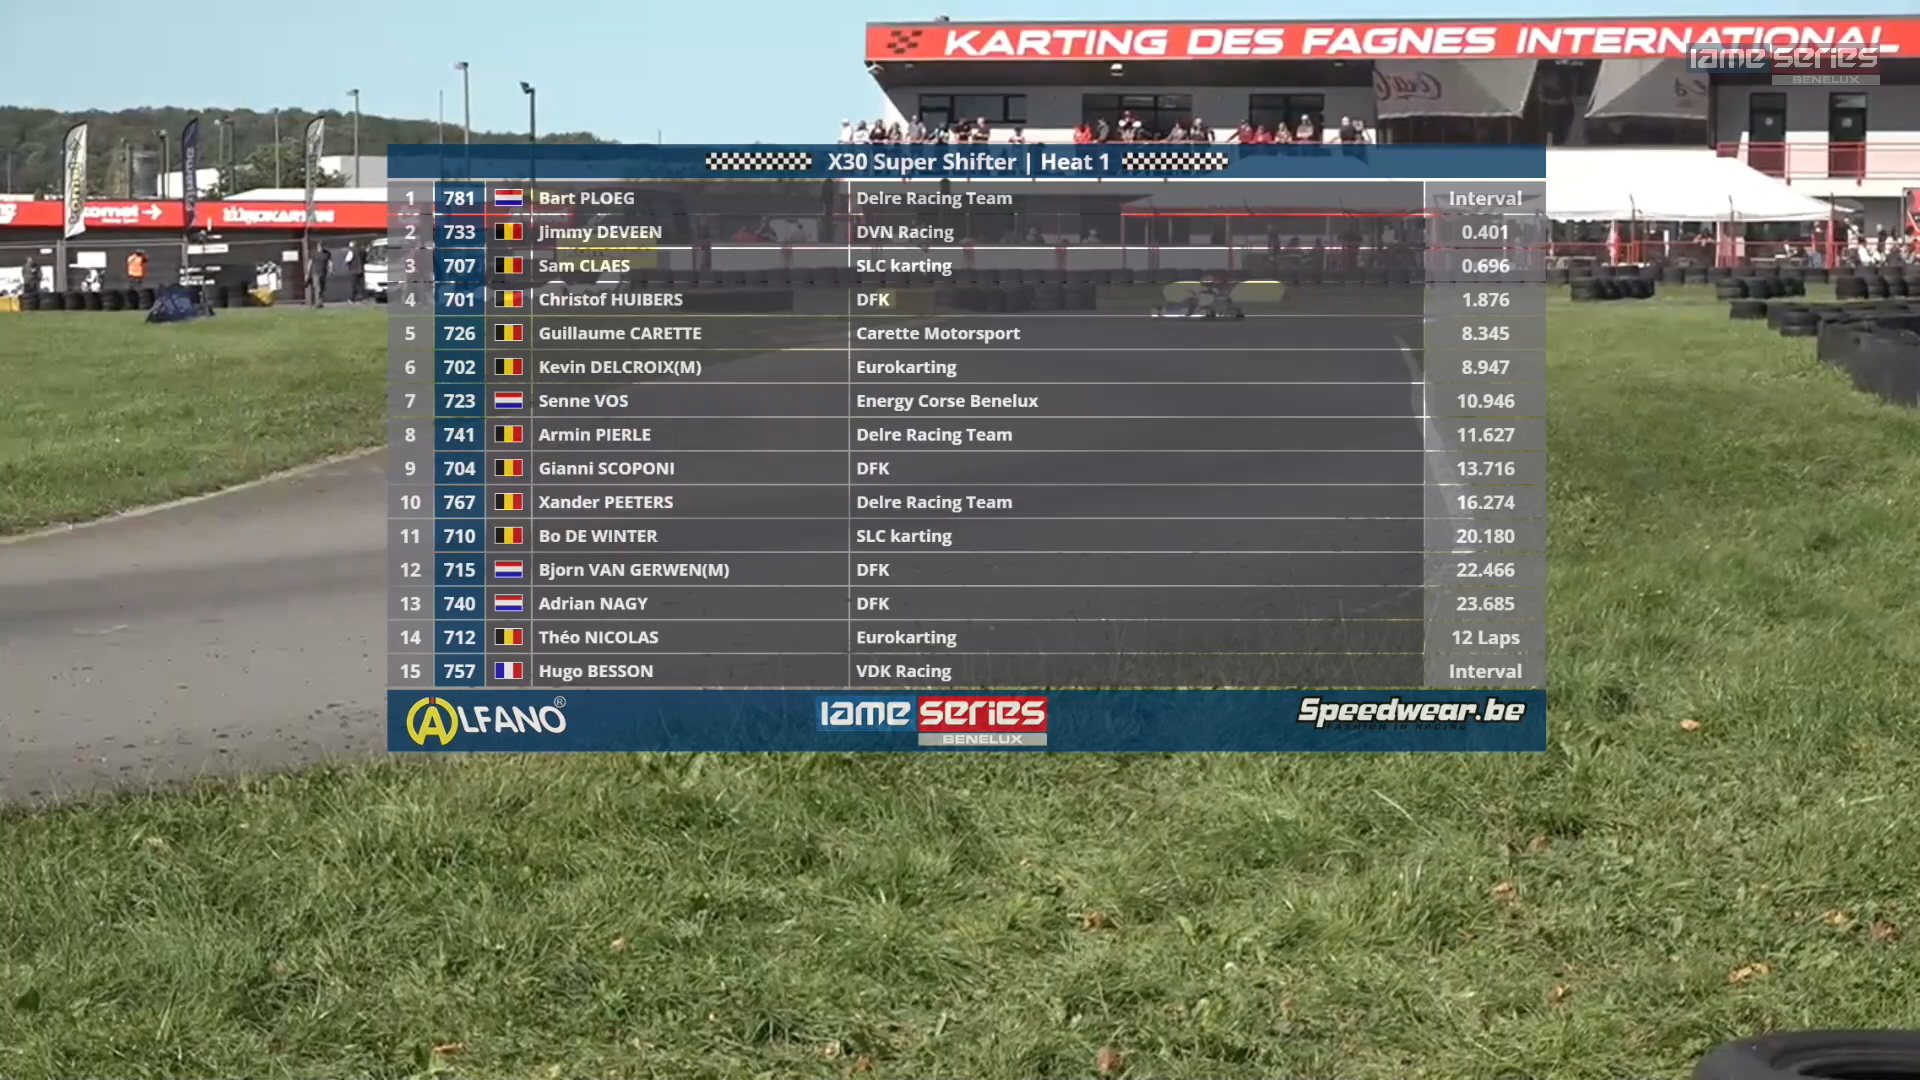 KARTING DES FAGNES INTERNATIONAL
iame series
BENELUX
X30 Super Shifter | Heat 1
1 781 Bart PLOEG Delre Racing Team Interval
2 733 Jimmy DEVEEN DVN Racing 0.401
3 707 Sam CLAES SLC karting 0.696
4 701 Christof HUIBERS DFK 1.876
5 726 Guillaume CARETTE Carette Motorsport 8.345
6 702 Kevin DELCROIX(M) Eurokarting 8.947
7 723 Senne VOS Energy Corse Benelux 10.946
8 741 Armin PIERLE Delre Racing Team 11.627
9 704 Gianni SCOPONI DFK 13.716
10 767 Xander PEETERS Delre Racing Team 16.274
11 710 Bo DE WINTER SLC karting 20.180
12 715 Bjorn VAN GERWEN(M) DFK 22.466
13 740 Adrian NAGY DFK 23.685
14 712 Théo NICOLAS Eurokarting 12 Laps
15 757 Hugo BESSON VDK Racing Interval
ALFANO®
iame series
BENELUX
Speedwear.be
FASHION IN RACING